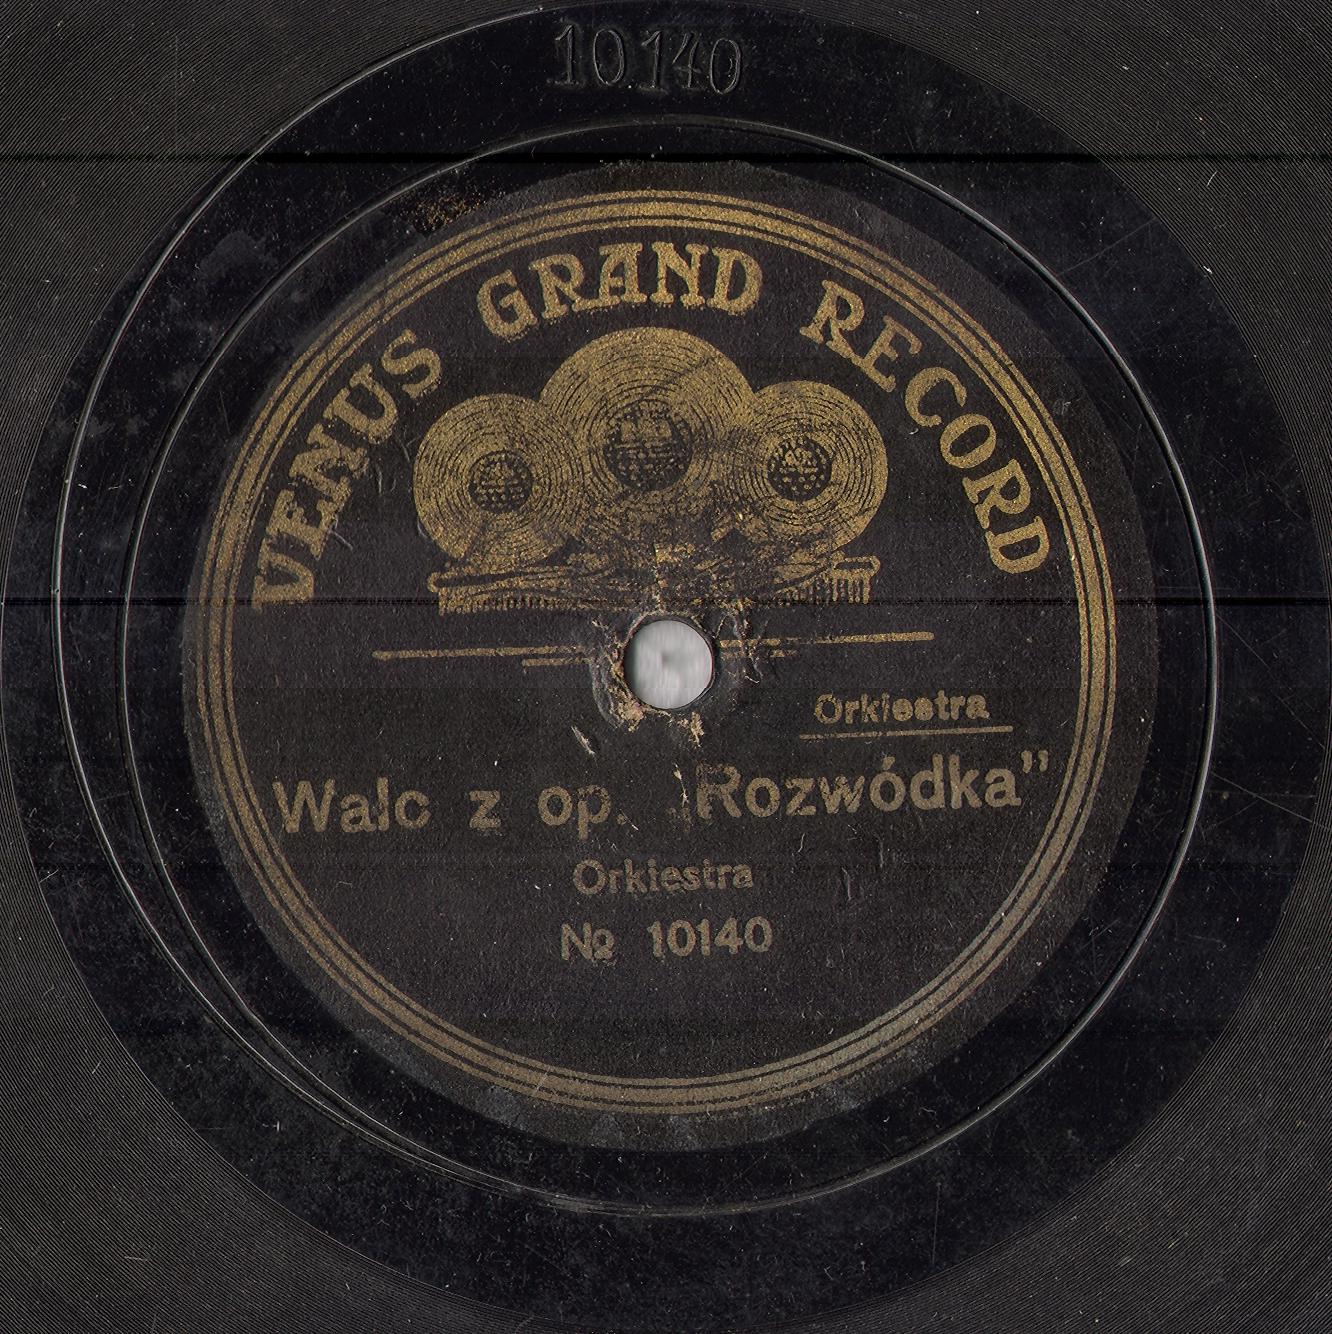 10140
VENUS GRAND RECORD
Orkiestra
Walc z op. „Rozwódka"
Orkiestra
№ 10140